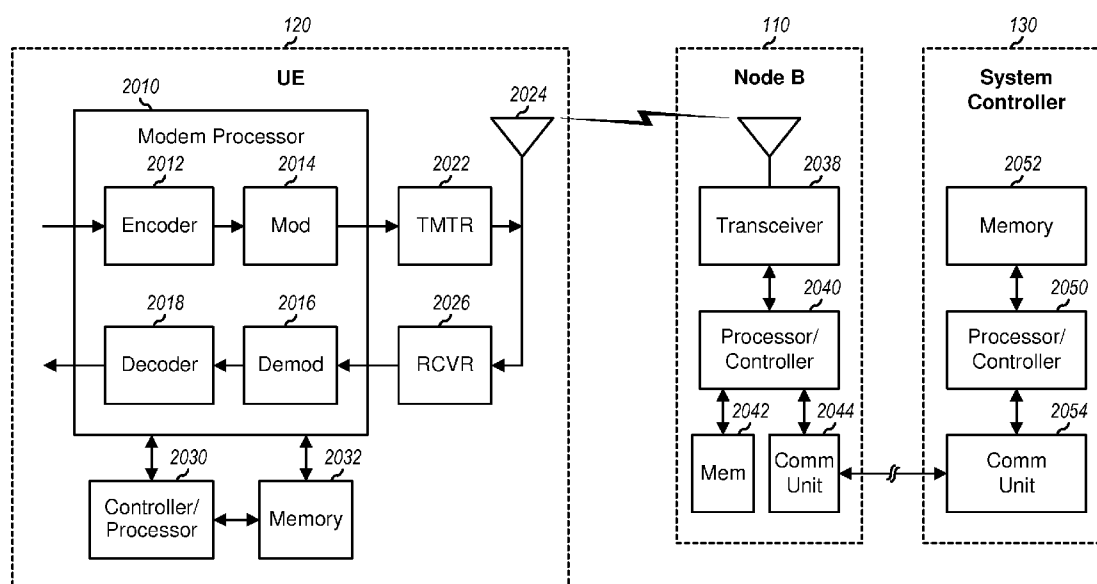 120
110
130
UE
Node B
System
Controller
2010
2024
Modem Processor
2012
2014
2022
2038
2052
Encoder
Mod
TMTR
Transceiver
Memory
2018
2016
2026
2040
2050
Decoder
Demod
RCVR
Processor/
Controller
Processor/
Controller
2030
2032
2042
2044
2054
Controller/
Processor
Memory
Mem
Comm
Unit
Comm
Unit